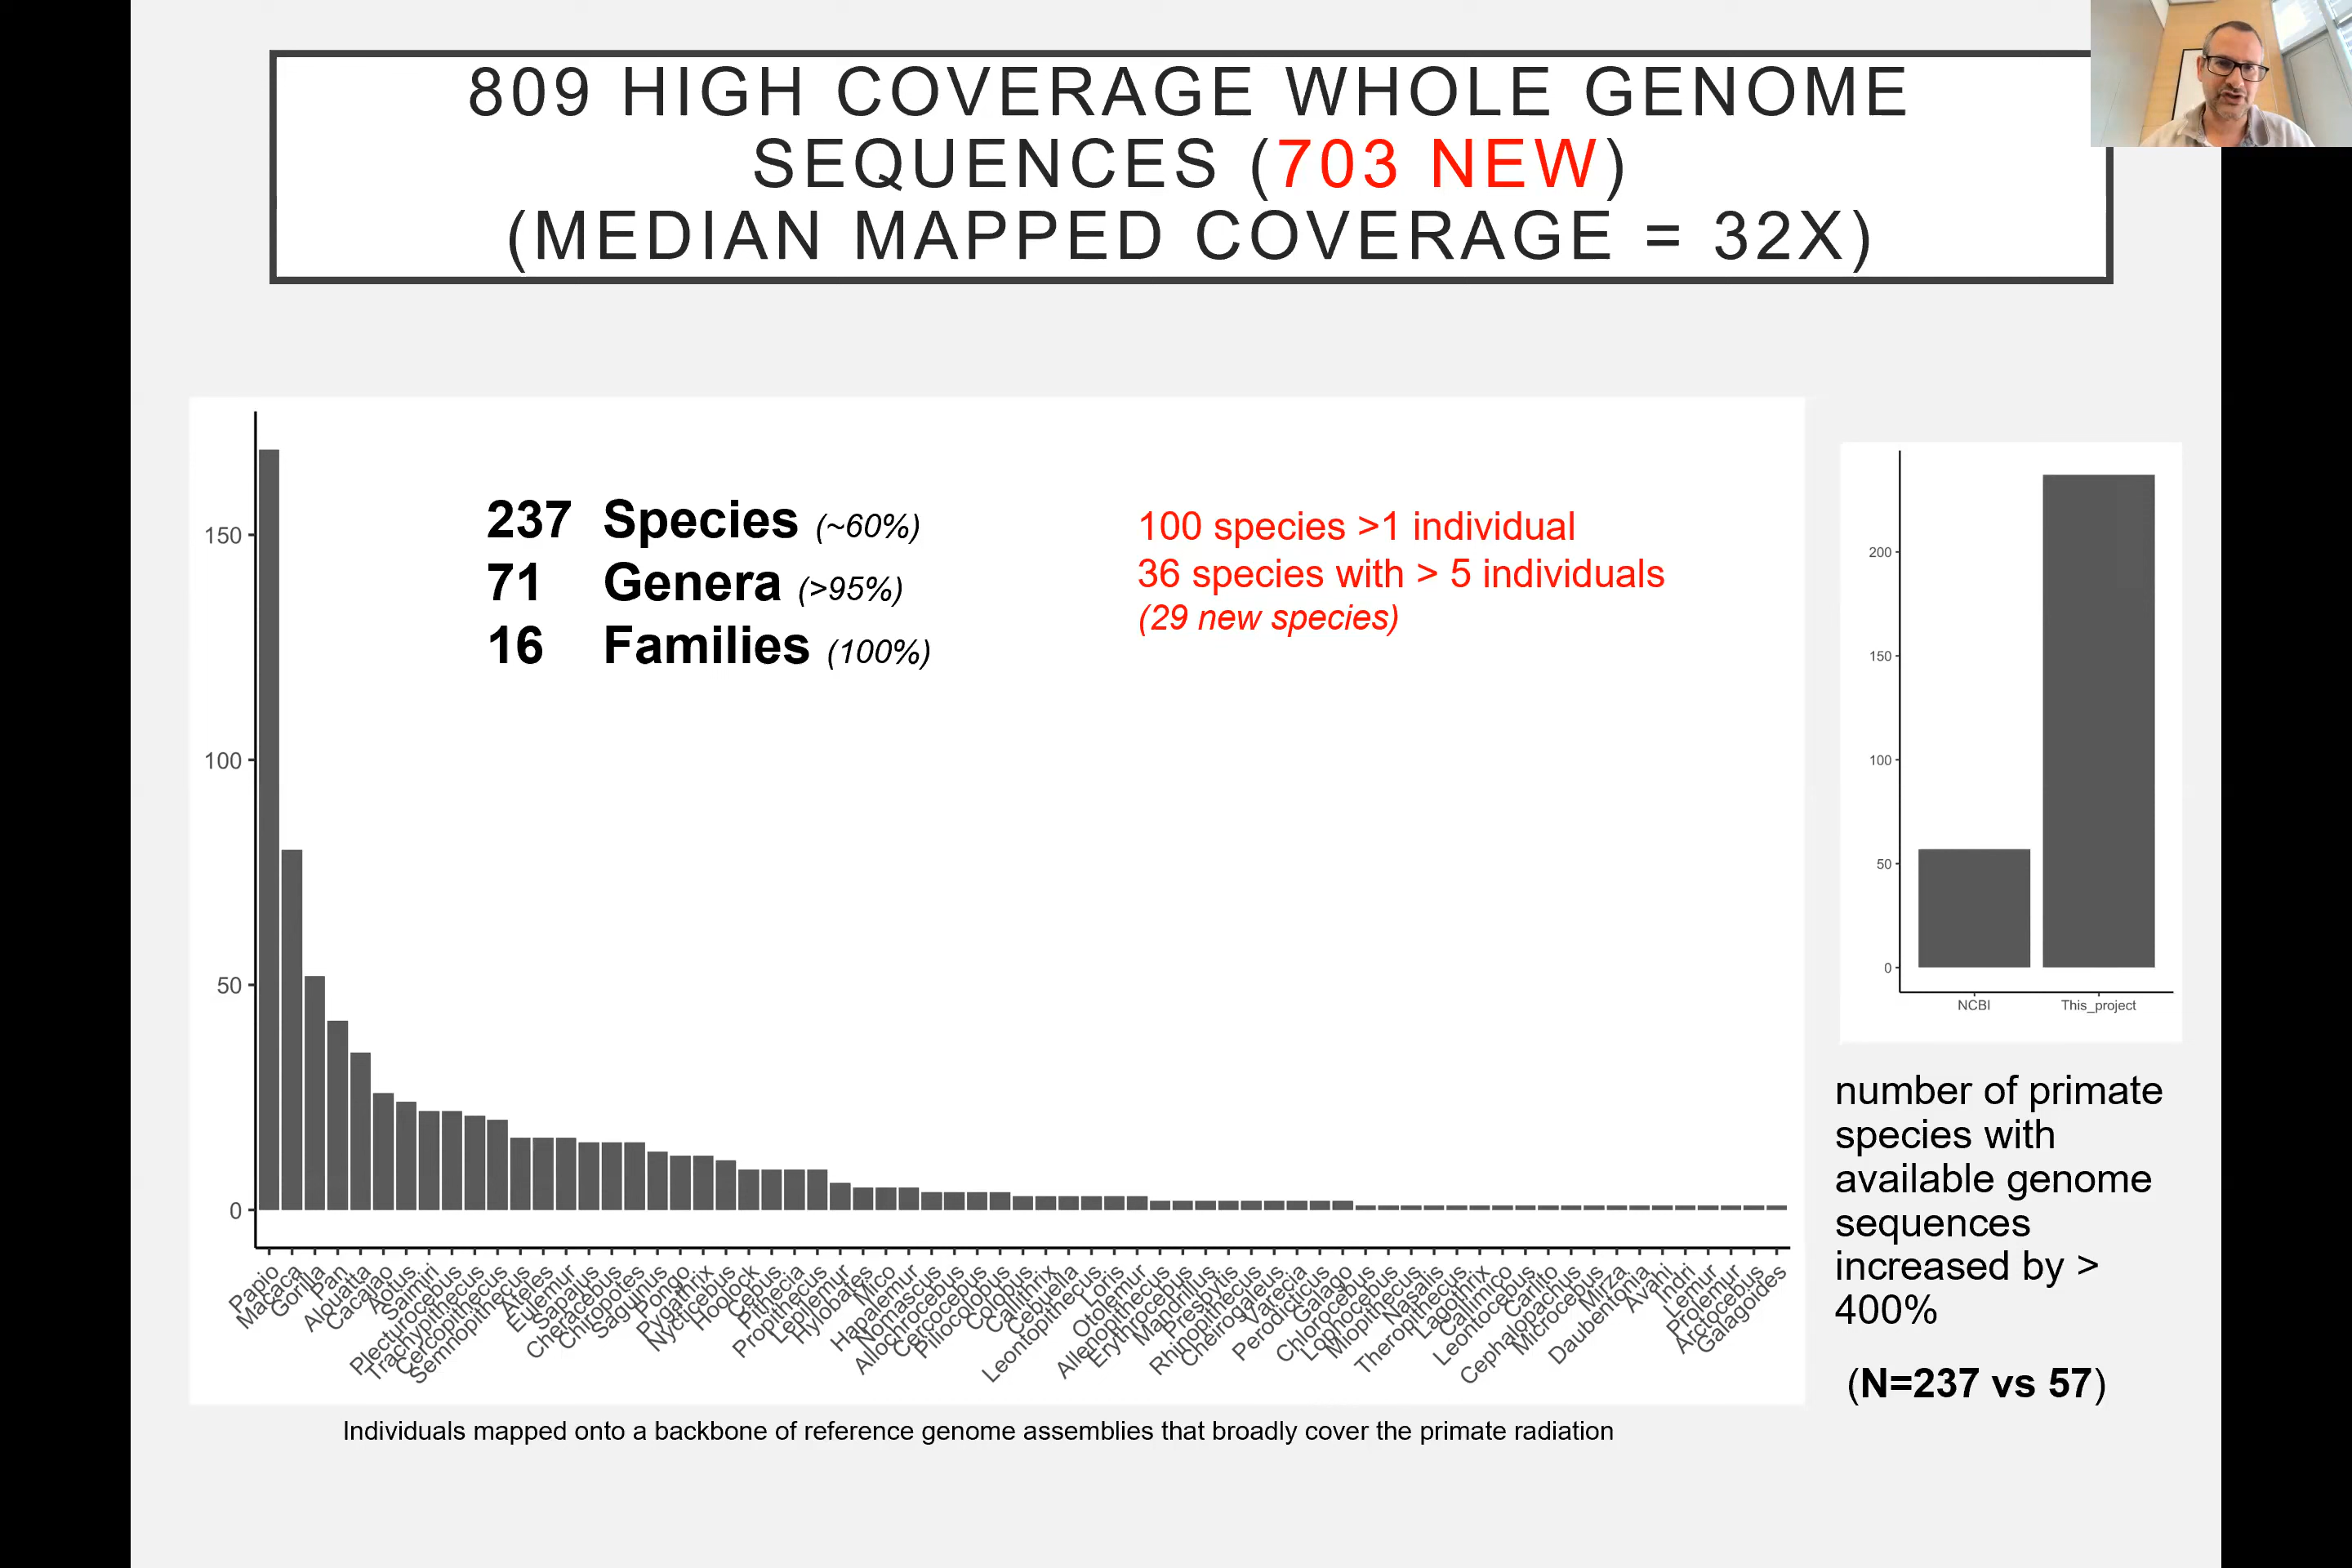 809 HIGH COVERAGE WHOLE GENOME
SEQUENCES (703 NEW)
(MEDIAN MAPPED COVERAGE = 32X)
237 Species (~60%)
71 Genera (>95%)
16 Families (100%)
100 species >1 individual
36 species with > 5 individuals
(29 new species)
150
100
50
0
Papio
Macaca
Gorilla
Pan
Alouatta
Cacajao
Aotus
Saimiri
Plecturocebus
Trachypithecus
Cercopithecus
Semnopithecus
Ateles
Eulemur
Sapajus
Cheracebus
Chiropotes
Saguinus
Pongo
Pygathrix
Nycticebus
Hoolock
Cebus
Pithecia
Propithecus
Lepilemur
Hylobates
Mico
Hapalemur
Nomascus
Allochrocebus
Cercocebus
Piliocolobus
Colobus
Callithrix
Cebuella
Leontopithecus
Loris
Otolemur
Allenopithecus
Erythrocebus
Mandrillus
Presbytis
Rhinopithecus
Cheirogaleus
Varecia
Perodicticus
Galago
Chlorocebus
Lophocebus
Miopithecus
Nasalis
Theropithecus
Lagothrix
Callimico
Leontocebus
Carlito
Cephalopachus
Microcebus
Mirza
Daubentonia
Avahi
Indri
Lemur
Prolemur
Arctocebus
Galagoides
Individuals mapped onto a backbone of reference genome assemblies that broadly cover the primate radiation
200
150
100
50
0
NCBI
This_project
number of primate
species with
available genome
sequences
increased by >
400%
(N=237 vs 57)